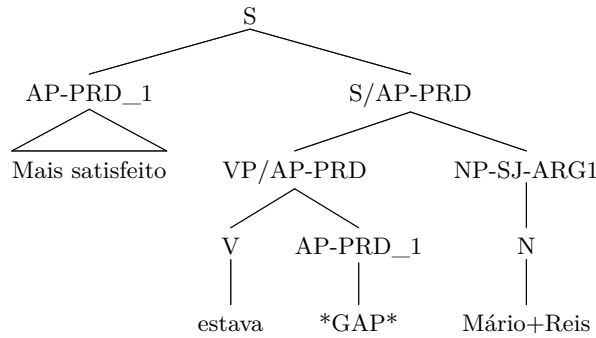 S
AP-PRD_1 S/AP-PRD
Mais satisfeito VP/AP-PRD NP-SJ-ARG1
V AP-PRD_1 N
estava *GAP* Mário+Reis